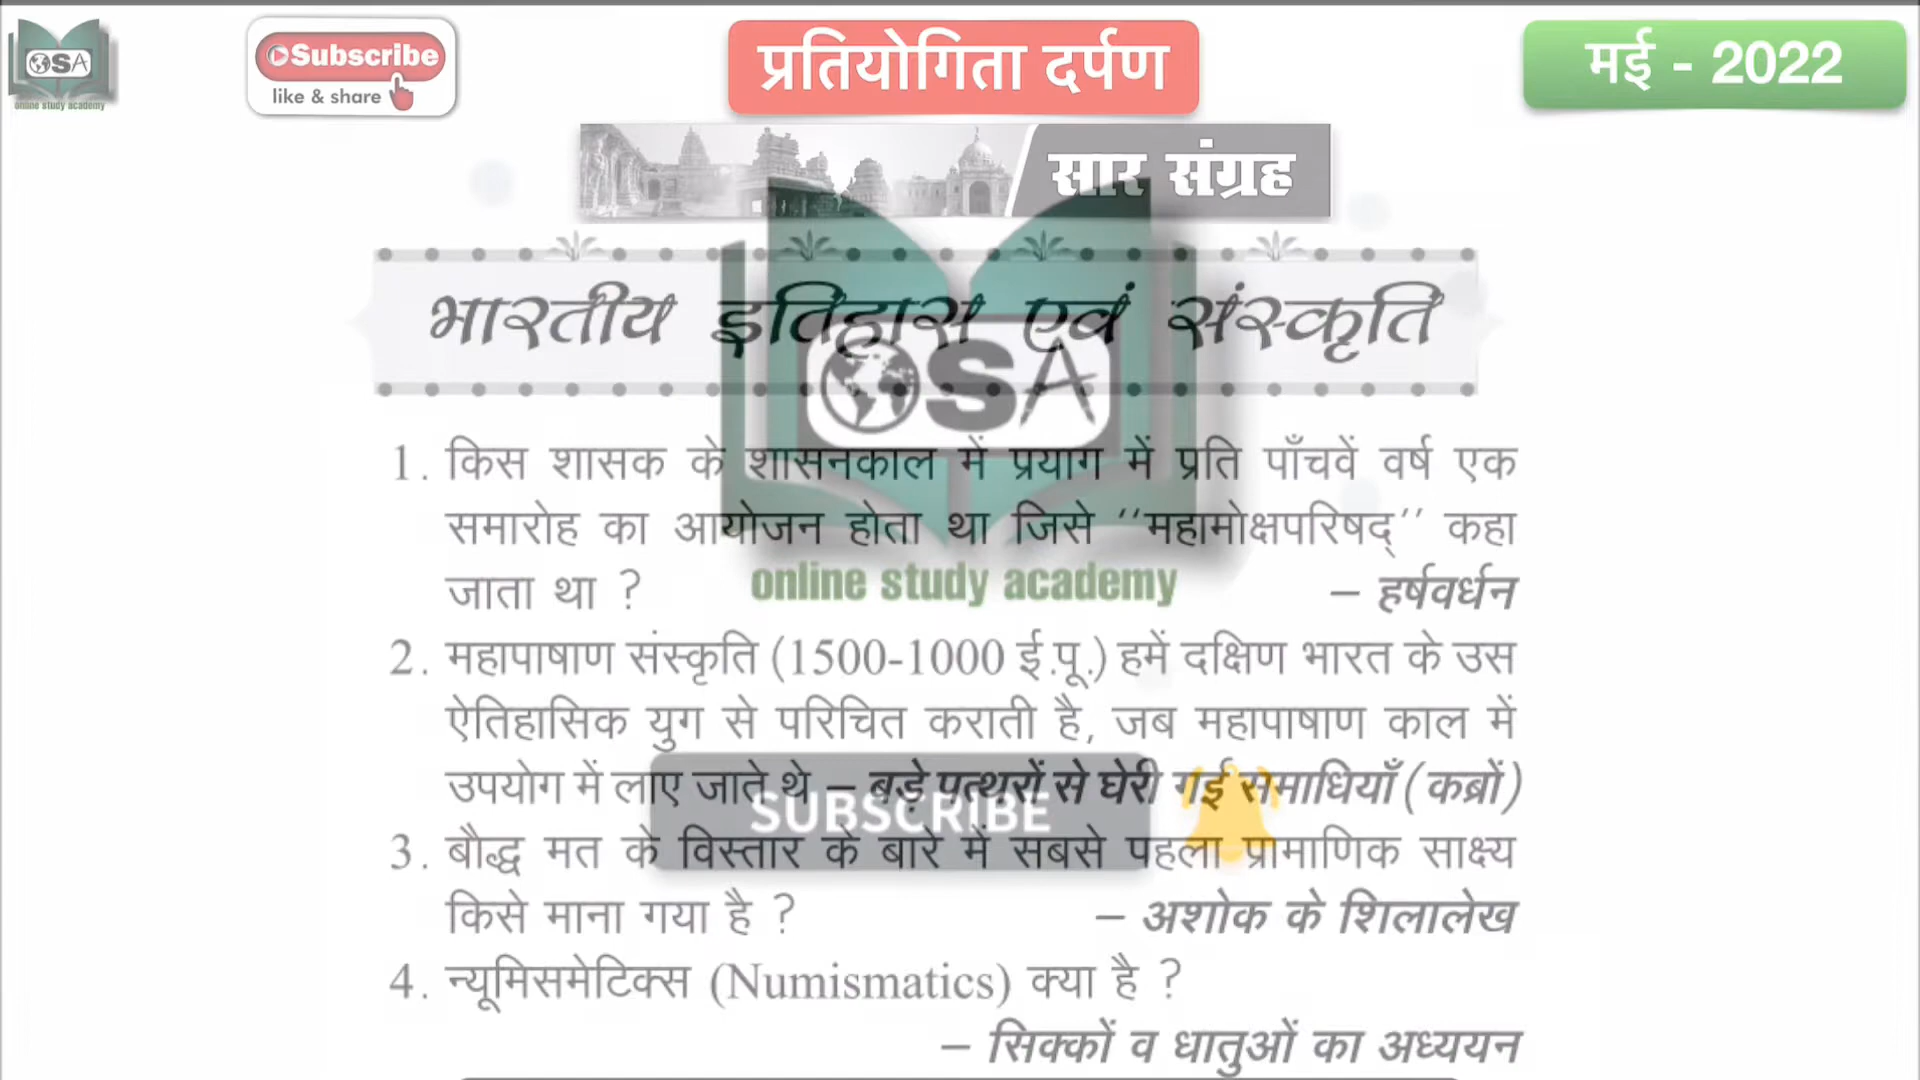 OSA
online study academy
Subscribe
like & share
प्रतियोगिता दर्पण
मई - 2022
सार संग्रह
भारतीय इतिहास एवं संस्कृति
OSA
1. किस शासक के शासनकाल में प्रयाग में प्रति पाँचवें वर्ष एक
समारोह का आयोजन होता था जिसे ‘‘महामोक्षपरिषद्’’ कहा
जाता था ? – हर्षवर्धन
online study academy
2. महापाषाण संस्कृति (1500-1000 ई.पू.) हमें दक्षिण भारत के उस
ऐतिहासिक युग से परिचित कराती है, जब महापाषाण काल में
उपयोग में लाए जाते थे – बड़े पत्थरों से घेरी गई समाधियाँ (कब्रों)
SUBSCRIBE
3. बौद्ध मत के विस्तार के बारे में सबसे पहला प्रामाणिक साक्ष्य
किसे माना गया है ? – अशोक के शिलालेख
4. न्यूमिसमेटिक्स (Numismatics) क्या है ?
– सिक्कों व धातुओं का अध्ययन